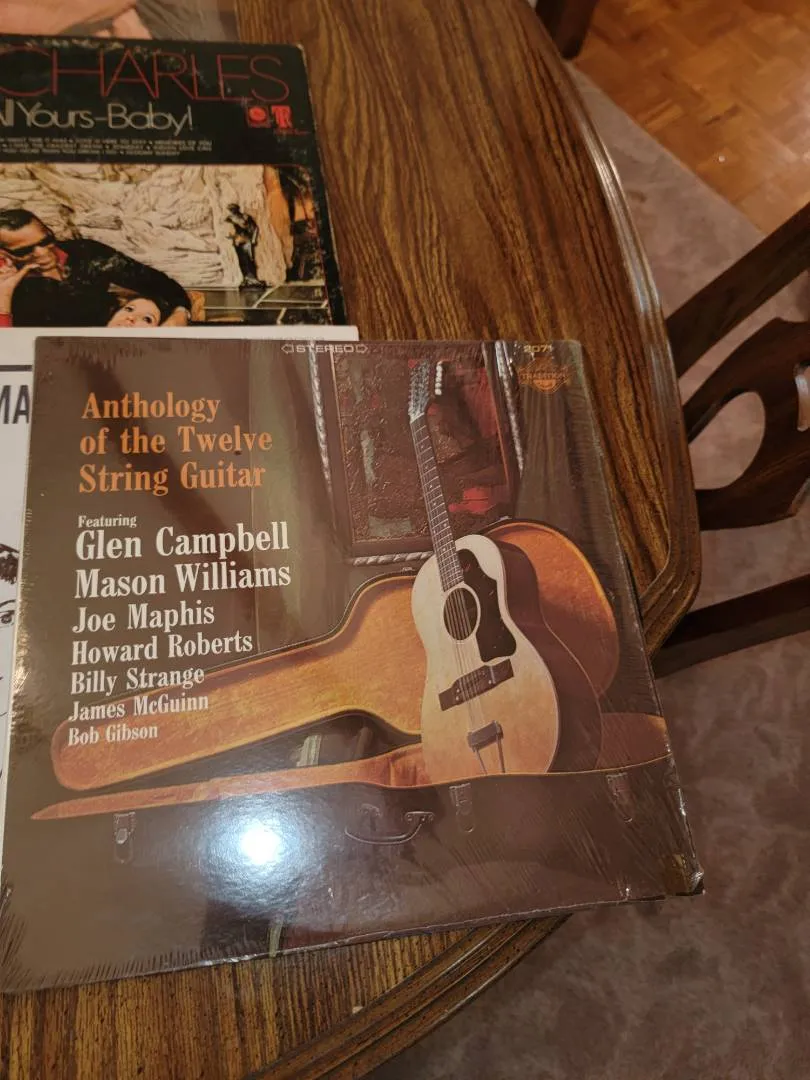 CHARLES
Yours-Baby!
STEREO
2071
TRADITION
MA
Anthology
of the Twelve
String Guitar
Featuring
Glen Campbell
Mason Williams
Joe Maphis
Howard Roberts
Billy Strange
James McGuinn
Bob Gibson